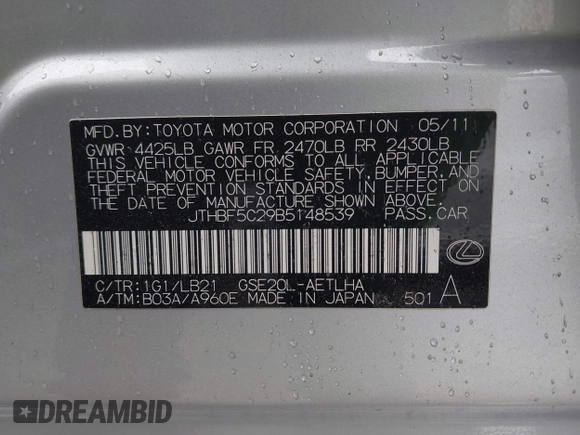 MFD.BY:TOYOTA MOTOR CORPORATION 05/11
GVWR 4425LB GAWR FR 2470LB RR 2430LB
THIS VEHICLE CONFORMS TO ALL APPLICABLE
FEDERAL MOTOR VEHICLE SAFETY,BUMPER,AND
THEFT PREVENTION STANDARDS IN EFFECT ON
THE DATE OF MANUFACTURE SHOWN ABOVE.
JTHBF5C29B5148539 PASS.CAR
C/TR:1G1/LB21 GSE20L-AETLHA
A/TM:B03A/A960E MADE IN JAPAN 501 A
DREAMBID